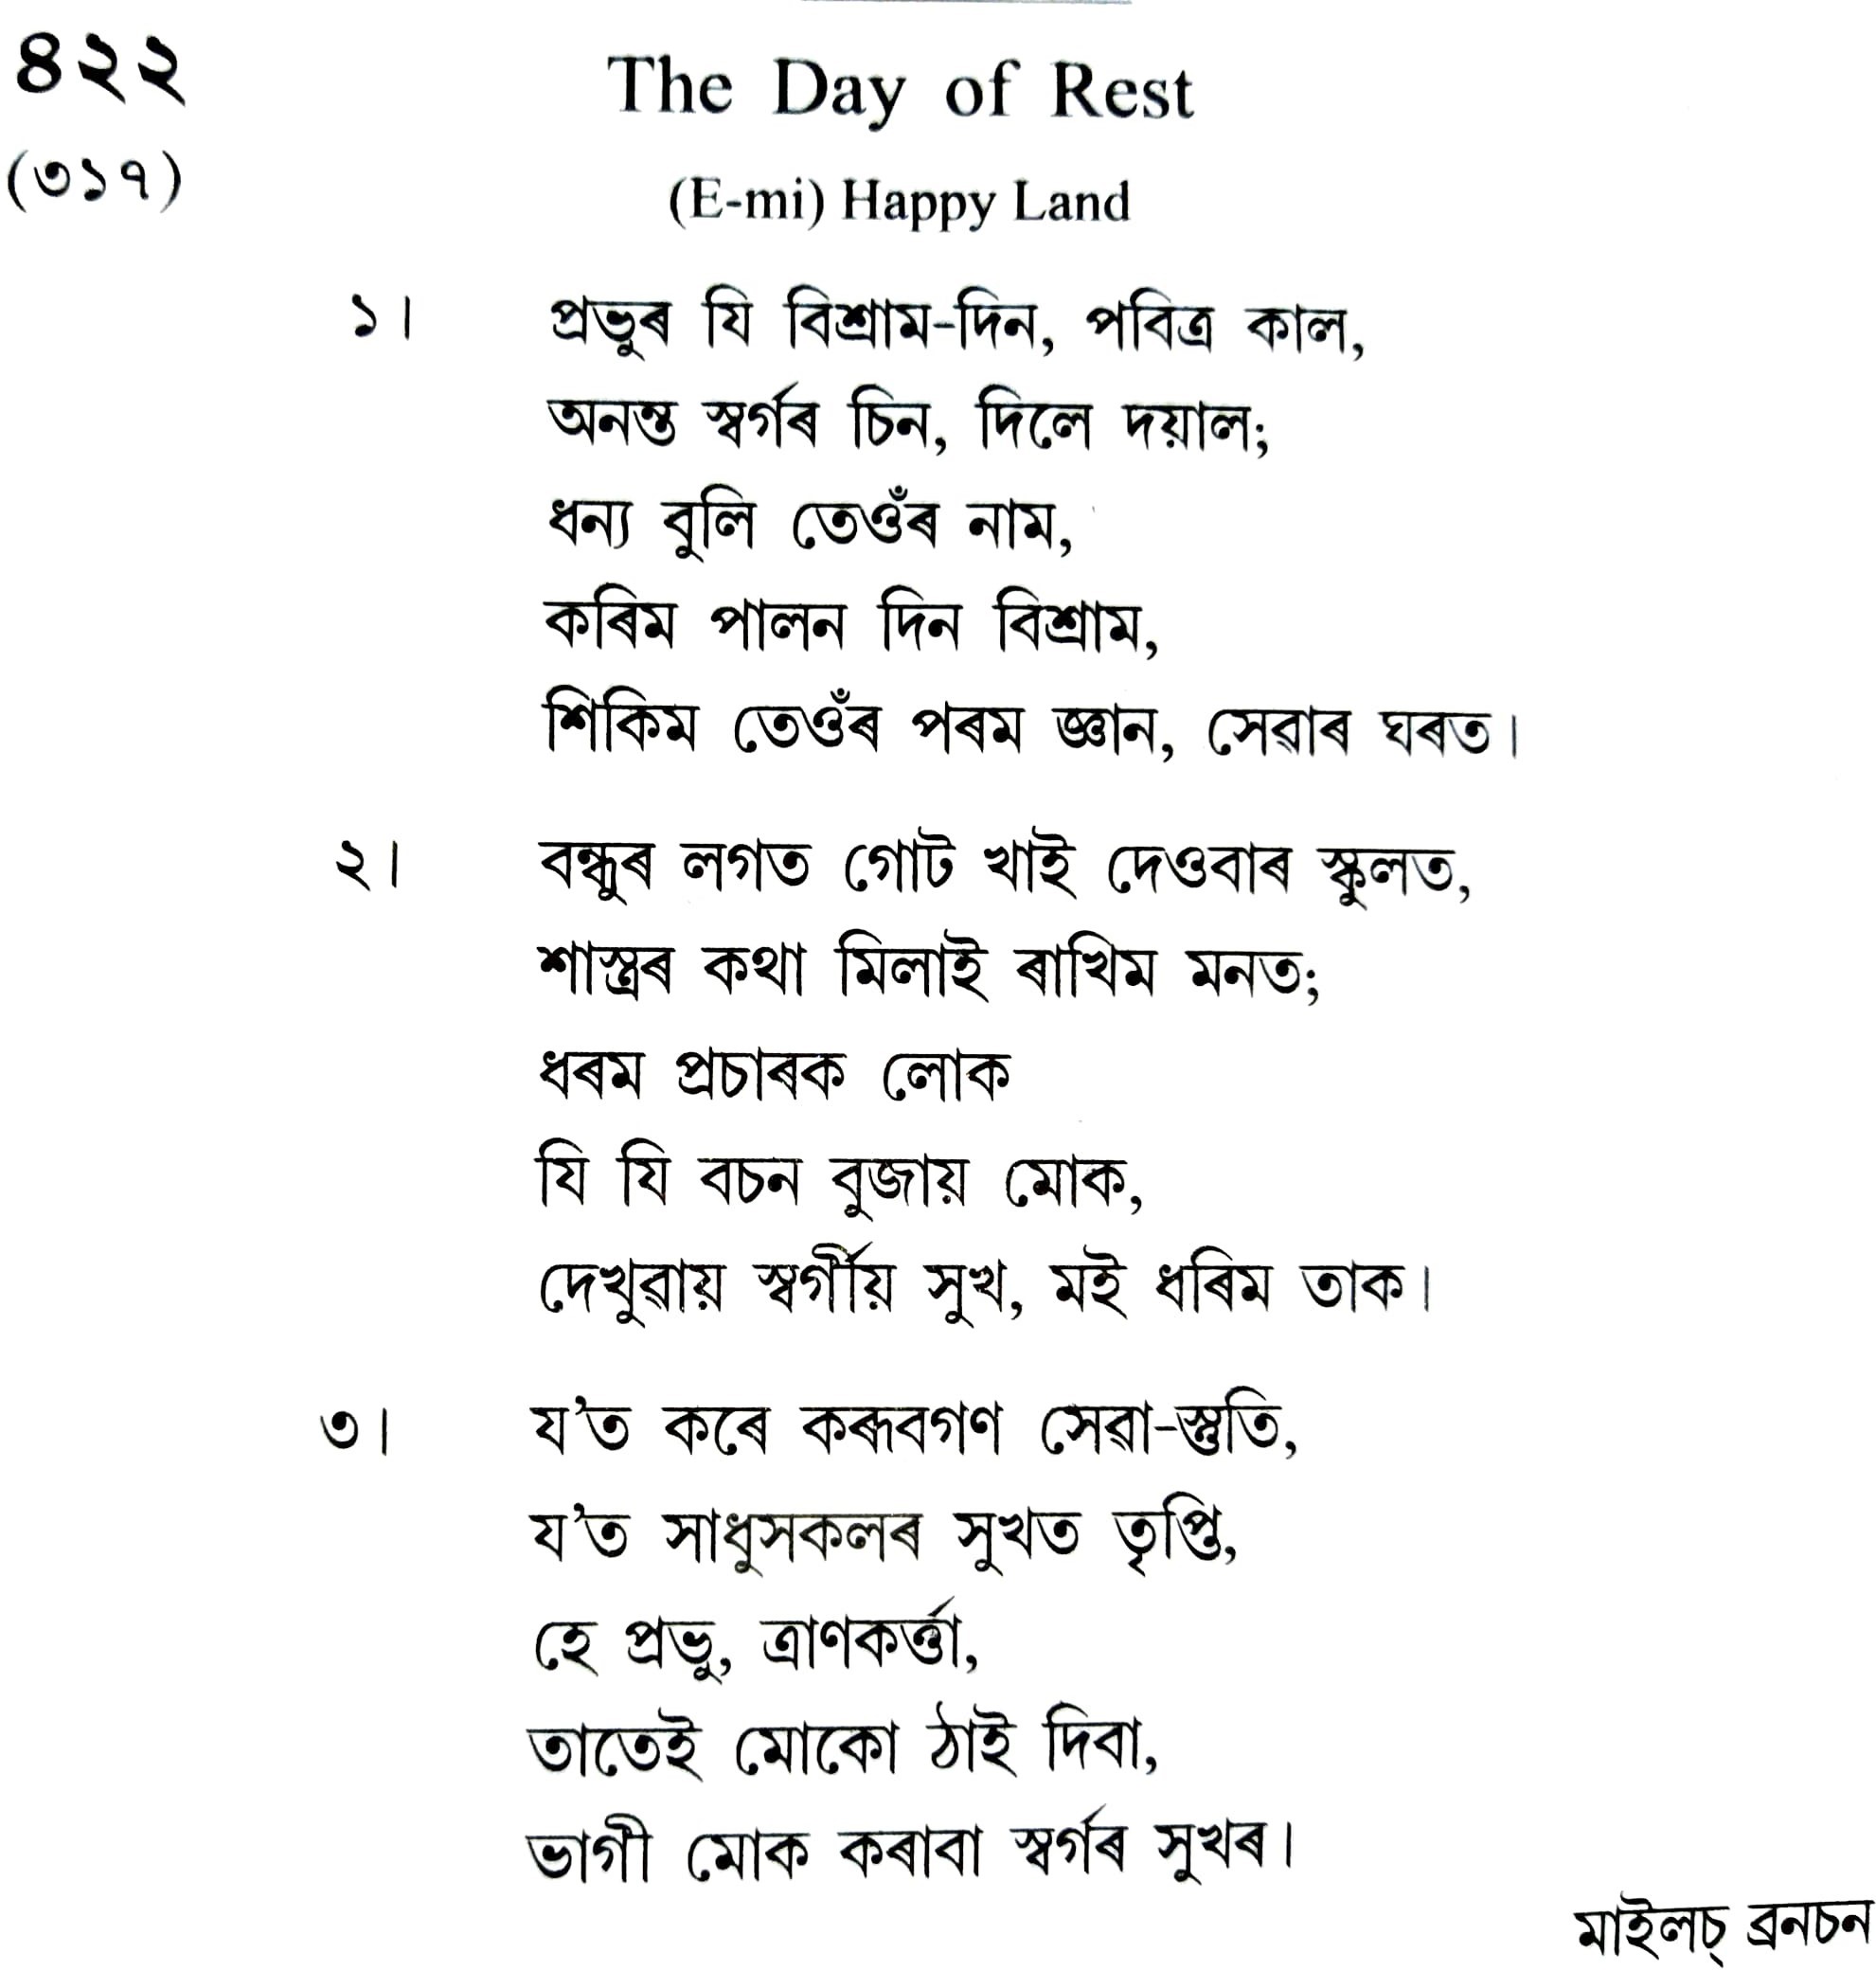 ৪২২
The Day of Rest
(৩১৭)
(E-mi) Happy Land
১। প্ৰভুৰ যি বিশ্ৰাম-দিন, পবিত্ৰ কাল,
অনন্ত স্বৰ্গৰ চিন, দিলে দয়াল;
ধন্য বুলি তেওঁৰ নাম,
কৰিম পালন দিন বিশ্ৰাম,
শিকিম তেওঁৰ পৰম জ্ঞান, সেৱাৰ ঘৰত।
২। বন্ধুৰ লগত গোট খাই দেওবাৰ স্কুলত,
শাস্ত্ৰৰ কথা মিলাই ৰাখিম মনত;
ধৰম প্ৰচাৰক লোক
যি যি বচন বুজায় মোক,
দেখুৱায় স্বৰ্গীয় সুখ, মই ধৰিম তাক।
৩। য'ত কৰে কৰূবগণ সেৱা-স্তুতি,
য'ত সাধুসকলৰ সুখত তৃপ্তি,
হে প্ৰভু, ত্ৰাণকৰ্ত্তা,
তাতেই মোকো ঠাই দিবা,
ভাগী মোক কৰাবা স্বৰ্গৰ সুখৰ।
মাইলচ্ ব্ৰনচন